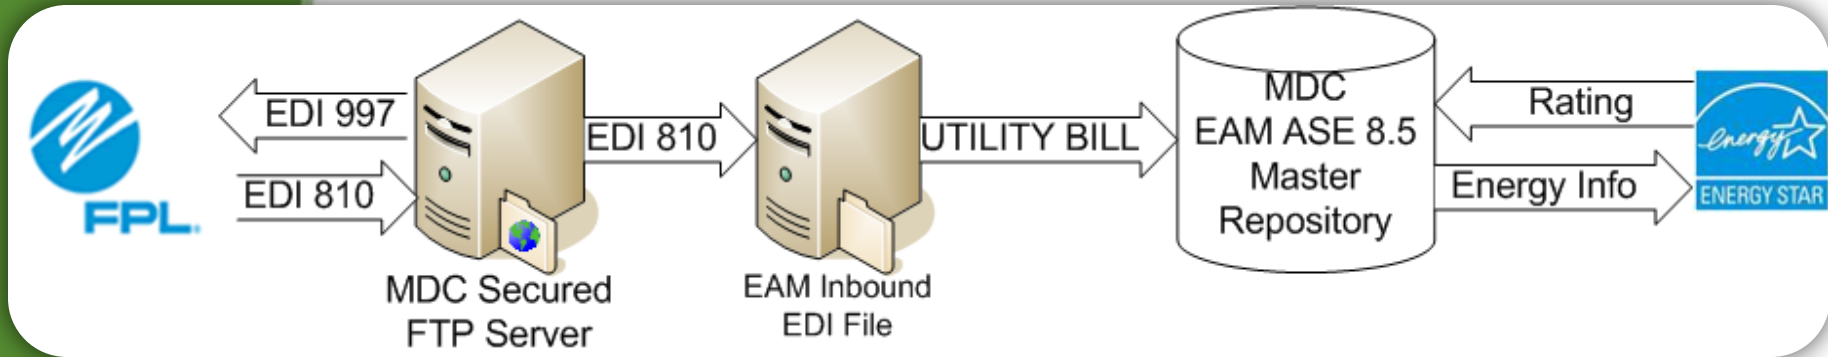 FPL.
EDI 997
EDI 810
MDC Secured
FTP Server
EDI 810
EAM Inbound
EDI File
UTILITY BILL
MDC
EAM ASE 8.5
Master
Repository
Rating
Energy Info
energy
ENERGY STAR